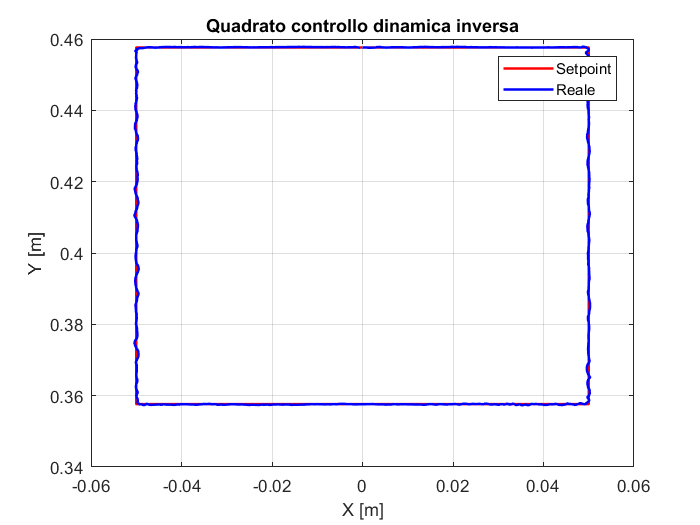 Quadrato controllo dinamica inversa
Setpoint
Reale
0.46
0.44
0.42
0.4
0.38
0.36
0.34
Y [m]
-0.06
-0.04
-0.02
0
0.02
0.04
0.06
X [m]